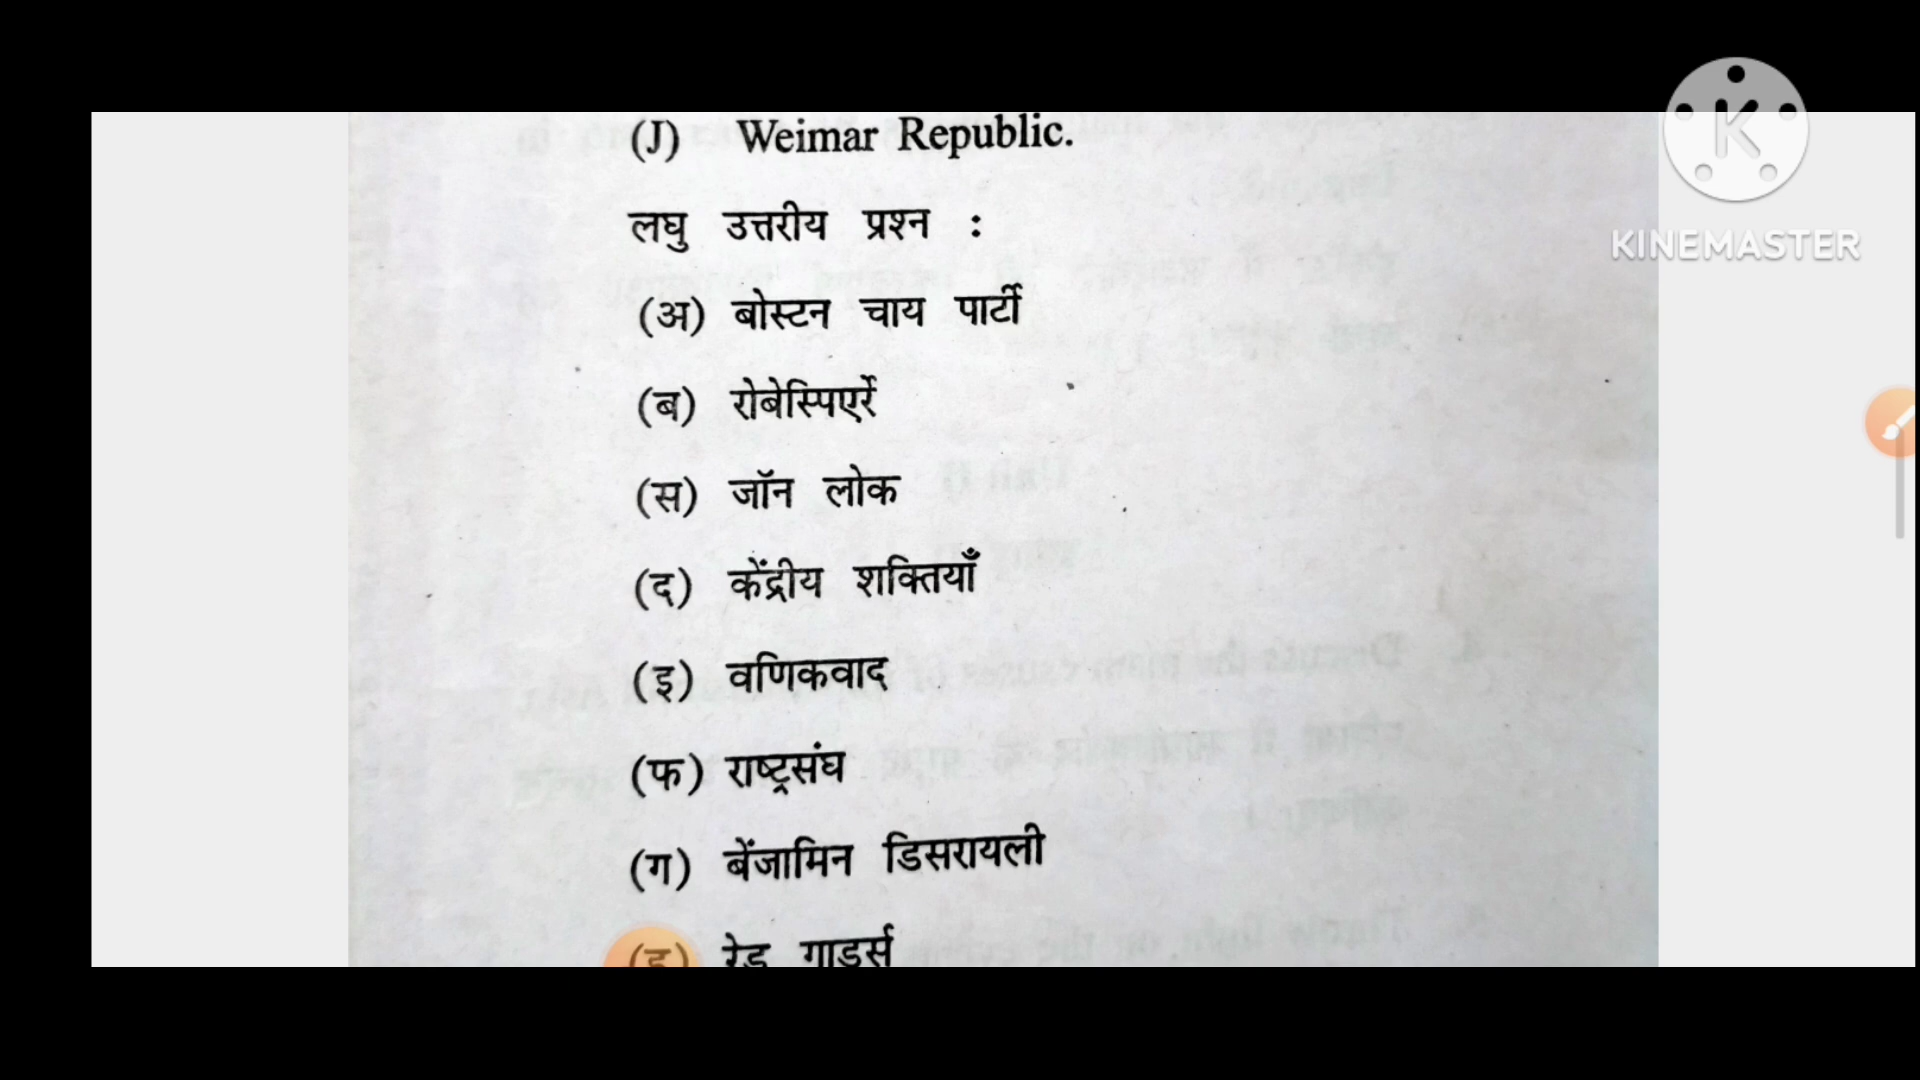 (J) Weimar Republic.
लघु उत्तरीय प्रश्न :
(अ) बोस्टन चाय पार्टी
(ब) रोबेस्पिएर्रे
(स) जॉन लोक
(द) केंद्रीय शक्तियाँ
(इ) वणिकवाद
(फ) राष्ट्रसंघ
(ग) बेंजामिन डिसरायली
(ह) रेड गार्ड्स
K
KINEMASTER